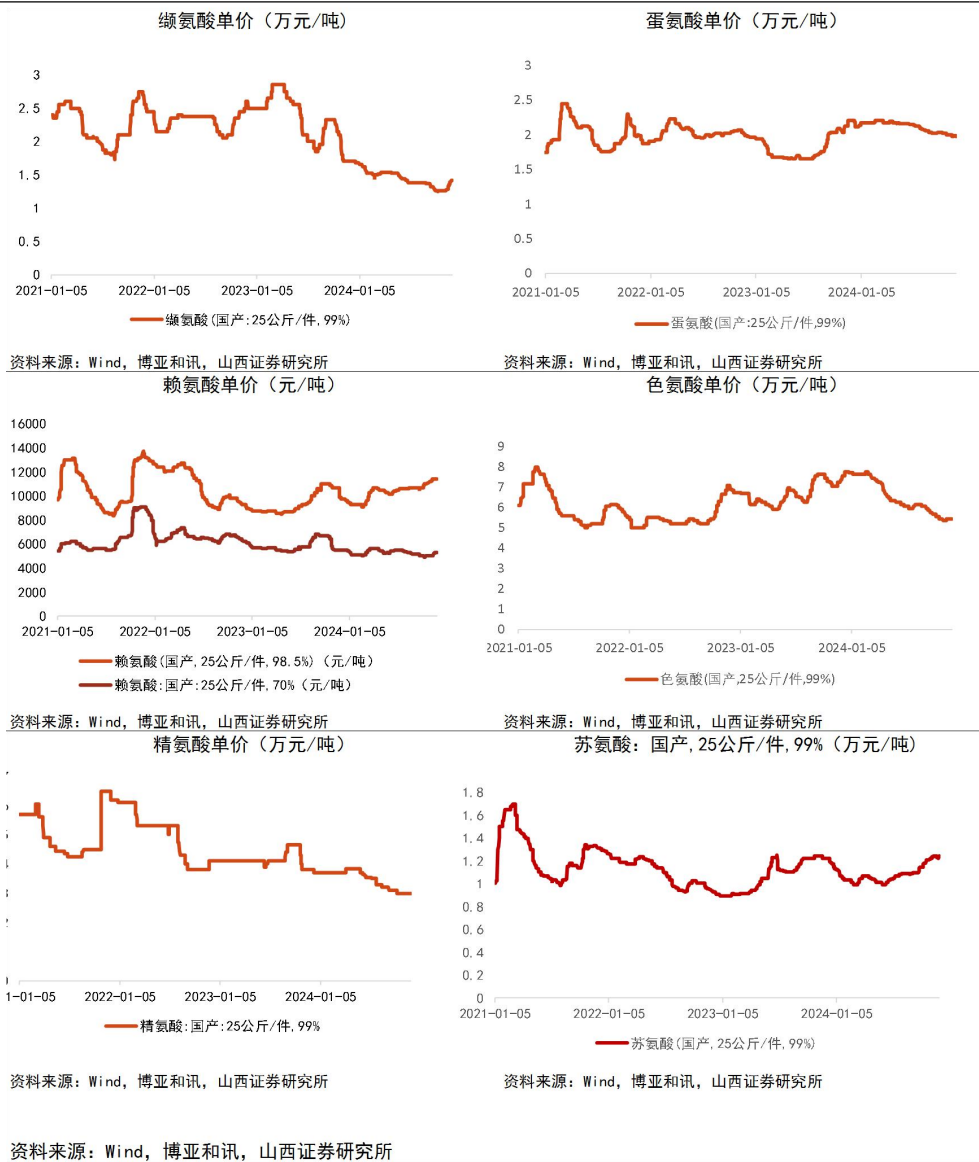 缬氨酸单价（万元/吨）
3
2.5
2
1.5
1
0.5
0
2021-01-05 2022-01-05 2023-01-05 2024-01-05
缬氨酸(国产:25公斤/件,99%)
资料来源：Wind，博亚和讯，山西证券研究所
蛋氨酸单价（万元/吨）
3
2.5
2
1.5
1
0.5
0
2021-01-05 2022-01-05 2023-01-05 2024-01-05
蛋氨酸(国产:25公斤/件,99%)
资料来源：Wind，博亚和讯，山西证券研究所
赖氨酸单价（元/吨）
16000
14000
12000
10000
8000
6000
4000
2000
0
2021-01-05 2022-01-05 2023-01-05 2024-01-05
赖氨酸(国产,25公斤/件,98.5%)（元/吨）
赖氨酸:国产:25公斤/件,70%（元/吨）
资料来源：Wind，博亚和讯，山西证券研究所
色氨酸单价（万元/吨）
9
8
7
6
5
4
3
2
1
0
2021-01-05 2022-01-05 2023-01-05 2024-01-05
色氨酸(国产,25公斤/件,99%)
资料来源：Wind，博亚和讯，山西证券研究所
精氨酸单价（万元/吨）
1-01-05 2022-01-05 2023-01-05 2024-01-05
精氨酸:国产:25公斤/件,99%
资料来源：Wind，博亚和讯，山西证券研究所
苏氨酸：国产,25公斤/件,99%（万元/吨）
1.8
1.6
1.4
1.2
1
0.8
0.6
0.4
0.2
0
2021-01-05 2022-01-05 2023-01-05 2024-01-05
苏氨酸(国产,25公斤/件,99%)
资料来源：Wind，博亚和讯，山西证券研究所
资料来源：Wind，博亚和讯，山西证券研究所